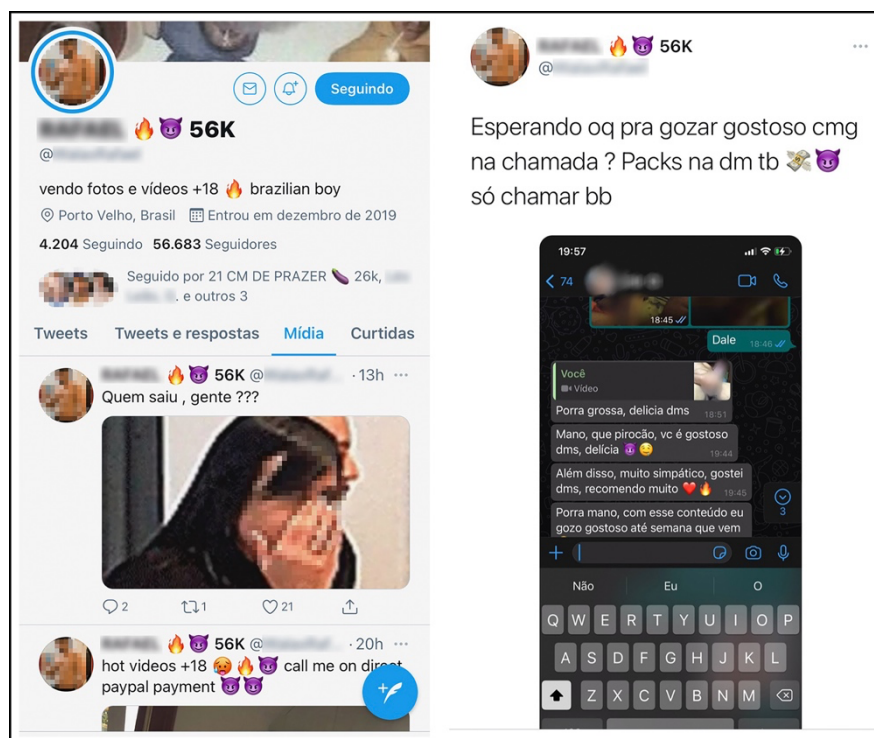 🔥😈 56K
@
Seguindo
vendo fotos e vídeos +18 🔥 brazilian boy
Porto Velho, Brasil Entrou em dezembro de 2019
4.204 Seguindo 56.683 Seguidores
Seguido por 21 CM DE PRAZER 🍆 26k,
. e outros 3
Tweets Tweets e respostas Mídia Curtidas
🔥😈 56K @ · 13h ···
Quem saiu , gente ???
2 1 21
🔥😈 56K @ · 20h ···
hot videos +18 🥵🔥😈 call me on direct
paypal payment 😈😈
🔥😈 56K ···
@
Esperando oq pra gozar gostoso cmg
na chamada ? Packs na dm tb 💸😈
só chamar bb
19:57
74
18:45
Dale 18:46
Você
Vídeo
Porra grossa, delicia dms 18:51
Mano, que pirocão, vc é gostoso
dms, delícia 😈😋 19:44
Além disso, muito simpático, gostei
dms, recomendo muito ❤️🔥 19:45
3
Porra mano, com esse conteúdo eu
gozo gostoso até semana que vem
Não Eu O
Q W E R T Y U I O P
A S D F G H J K L
Z X C V B N M